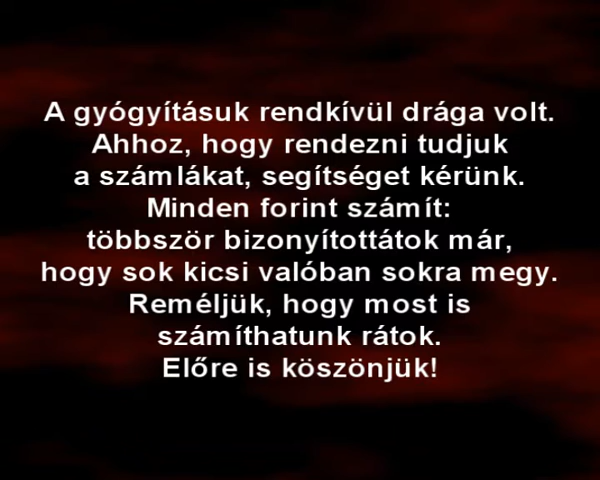 A gyógyításuk rendkívül drága volt.
Ahhoz, hogy rendezni tudjuk
a számlákat, segítséget kérünk.
Minden forint számít:
többször bizonyítottátok már,
hogy sok kicsi valóban sokra megy.
Reméljük, hogy most is
számíthatunk rátok.
Előre is köszönjük!